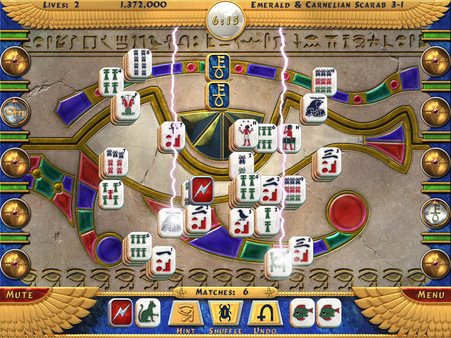 LIVES: 2 1,372,000 EMERALD & CARNELIAN SCARAB 3-1
6:15
MUTE MATCHES: 6 MENU
HINT SHUFFLE UNDO